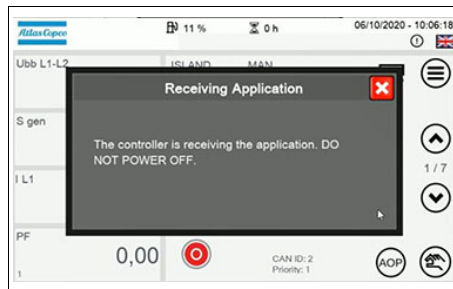 Atlas Copco
11 %
0 h
06/10/2020 - 10:06:18
Ubb L1-L2
ISLAND
MAN
Receiving Application
The controller is receiving the application. DO
NOT POWER OFF.
S gen
I L1
1 / 7
PF
0,00
1
CAN ID: 2
Priority: 1
AOP